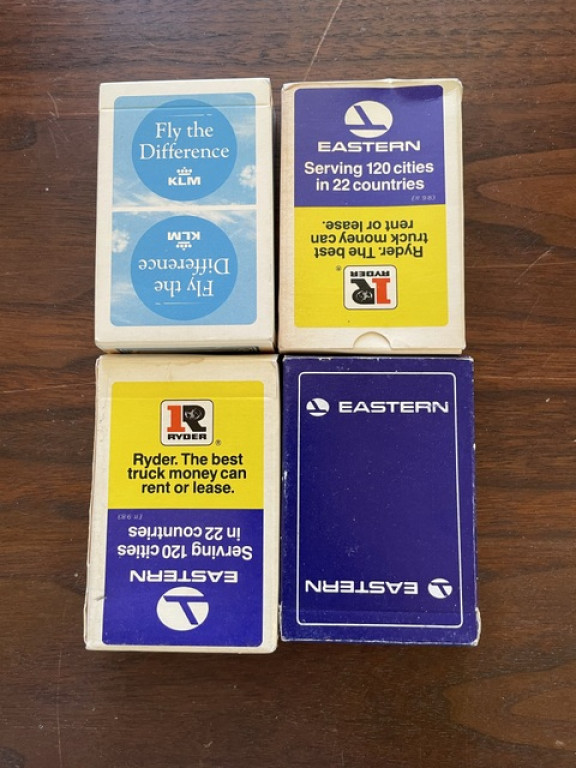 Fly the
Difference
KLM
KLM
Fly the
Difference
EASTERN
Serving 120 cities
in 22 countries
Ryder. The best
truck money can
rent or lease.
R
RYDER
®
R
RYDER
®
Ryder. The best
truck money can
rent or lease.
Serving 120 cities
in 22 countries
EASTERN
EASTERN
EASTERN